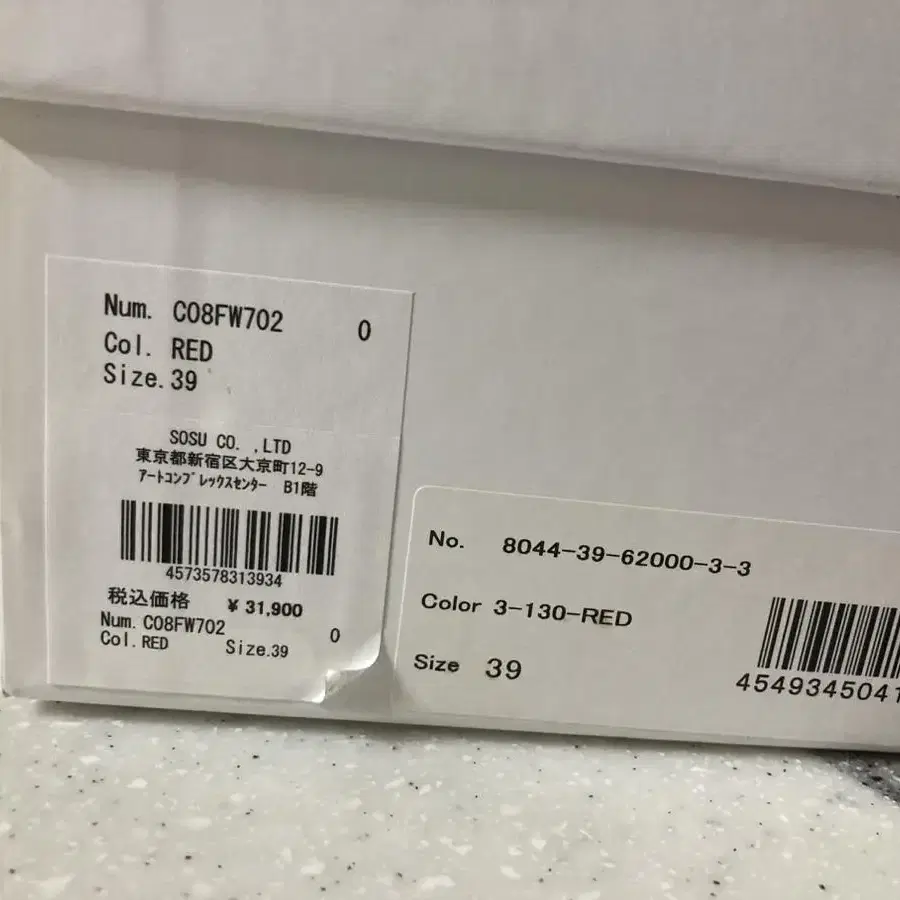 Num. C08FW702 0
Col. RED
Size.39
SOSU CO. ,LTD
東京都新宿区大京町12-9
ｱｰﾄｺﾝﾌﾟﾚｯｸｽｾﾝﾀｰ B1階
4573578313934
税込価格 ¥ 31,900
Num. C08FW702 0
Col. RED Size.39
No. 8044-39-62000-3-3
Color 3-130-RED
Size 39
4549345041